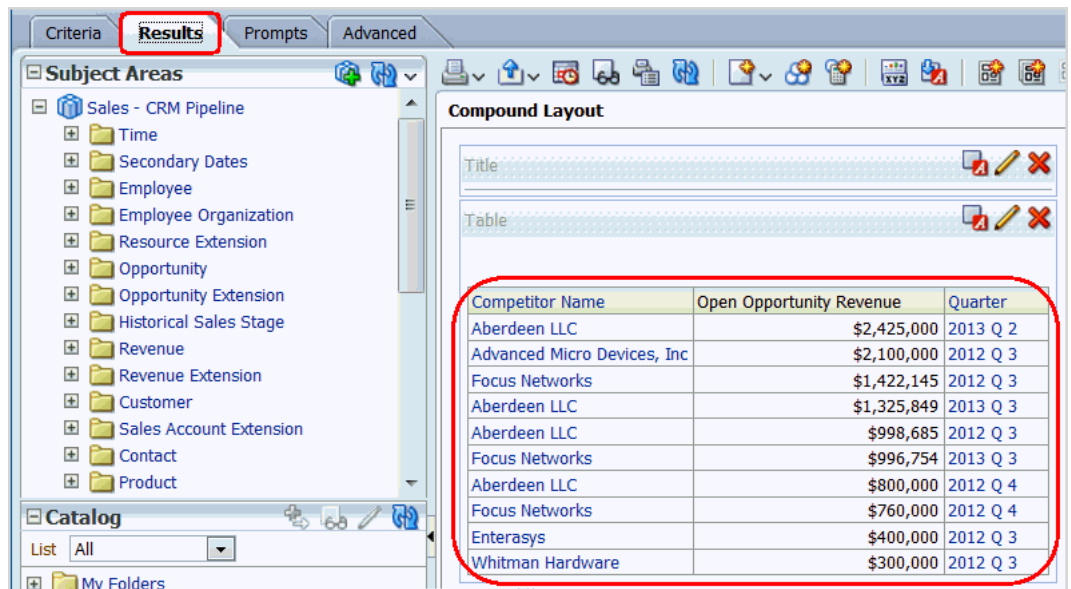 Criteria Results Prompts Advanced
Subject Areas
Sales - CRM Pipeline
Time
Secondary Dates
Employee
Employee Organization
Resource Extension
Opportunity
Opportunity Extension
Historical Sales Stage
Revenue
Revenue Extension
Customer
Sales Account Extension
Contact
Product
Catalog
List All
My Folders
XYZ
Compound Layout
Title
Table
Competitor Name Open Opportunity Revenue Quarter
Aberdeen LLC $2,425,000 2013 Q 2
Advanced Micro Devices, Inc $2,100,000 2012 Q 3
Focus Networks $1,422,145 2012 Q 3
Aberdeen LLC $1,325,849 2013 Q 3
Aberdeen LLC $998,685 2012 Q 3
Focus Networks $996,754 2013 Q 3
Aberdeen LLC $800,000 2012 Q 4
Focus Networks $760,000 2012 Q 4
Enterasys $400,000 2012 Q 3
Whitman Hardware $300,000 2012 Q 3